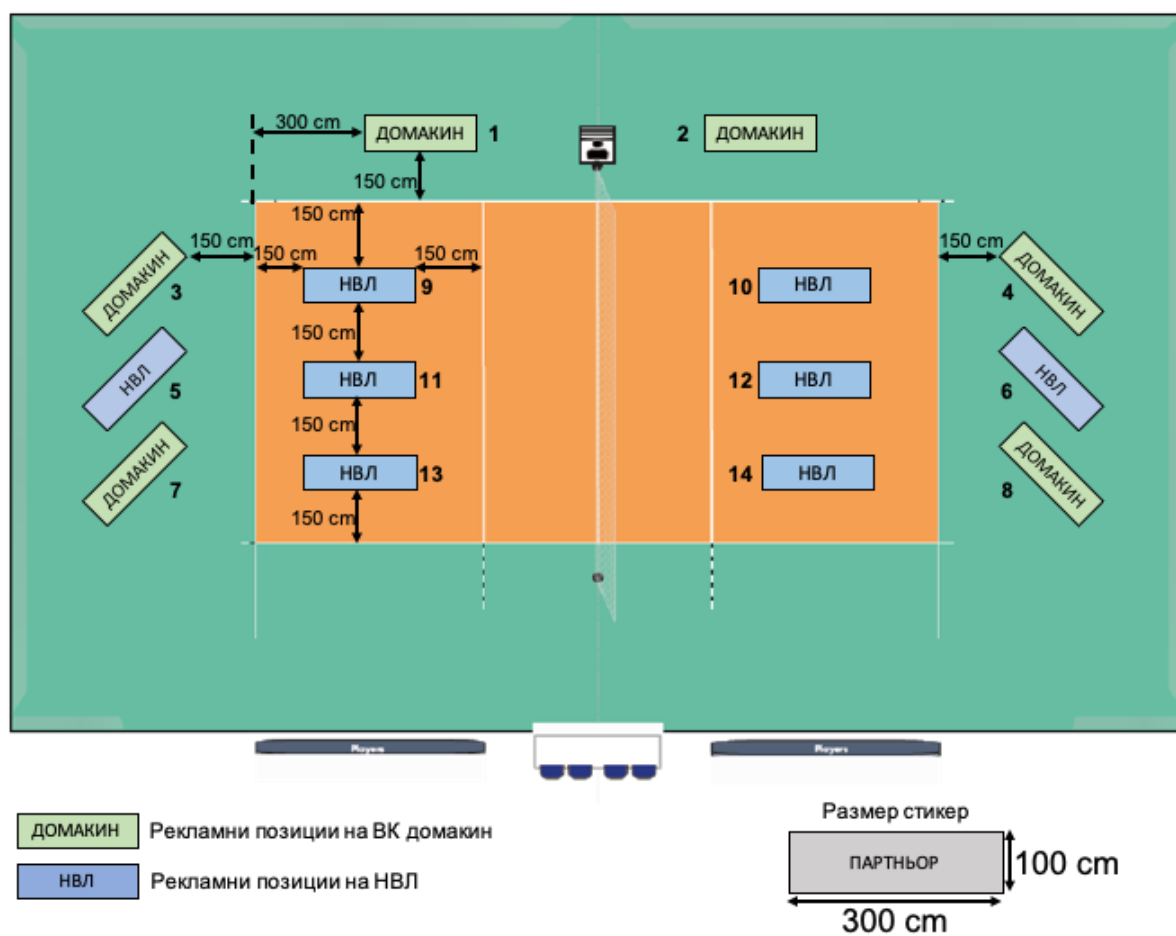 300 cm
ДОМАКИН
1
2
ДОМАКИН
150 cm
150 cm
150 cm
150 cm
150 cm
150 cm
ДОМАКИН
3
НВЛ
9
10
НВЛ
4
ДОМАКИН
150 cm
НВЛ
5
НВЛ
11
12
НВЛ
6
НВЛ
150 cm
ДОМАКИН
7
НВЛ
13
14
НВЛ
8
ДОМАКИН
150 cm
Players
Players
ДОМАКИН
Рекламни позиции на ВК домакин
НВЛ
Рекламни позиции на НВЛ
Размер стикер
ПАРТНЬОР
100 cm
300 cm